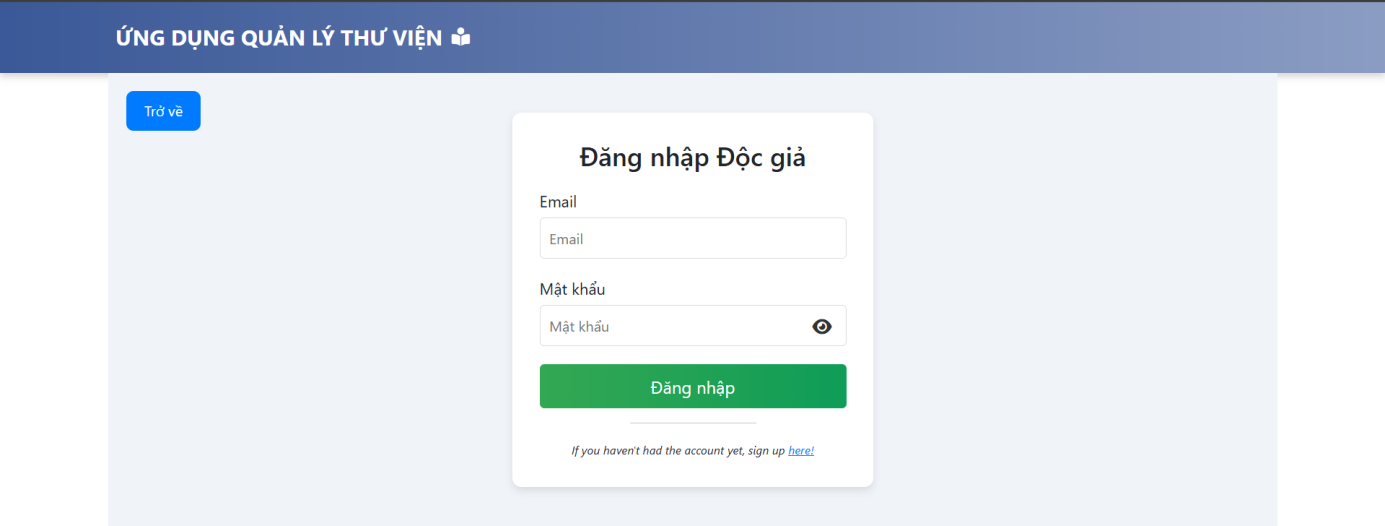 ỨNG DỤNG QUẢN LÝ THƯ VIỆN
Trở về
Đăng nhập Độc giả
Email
Email
Mật khẩu
Mật khẩu
Đăng nhập
If you haven't had the account yet, sign up here!